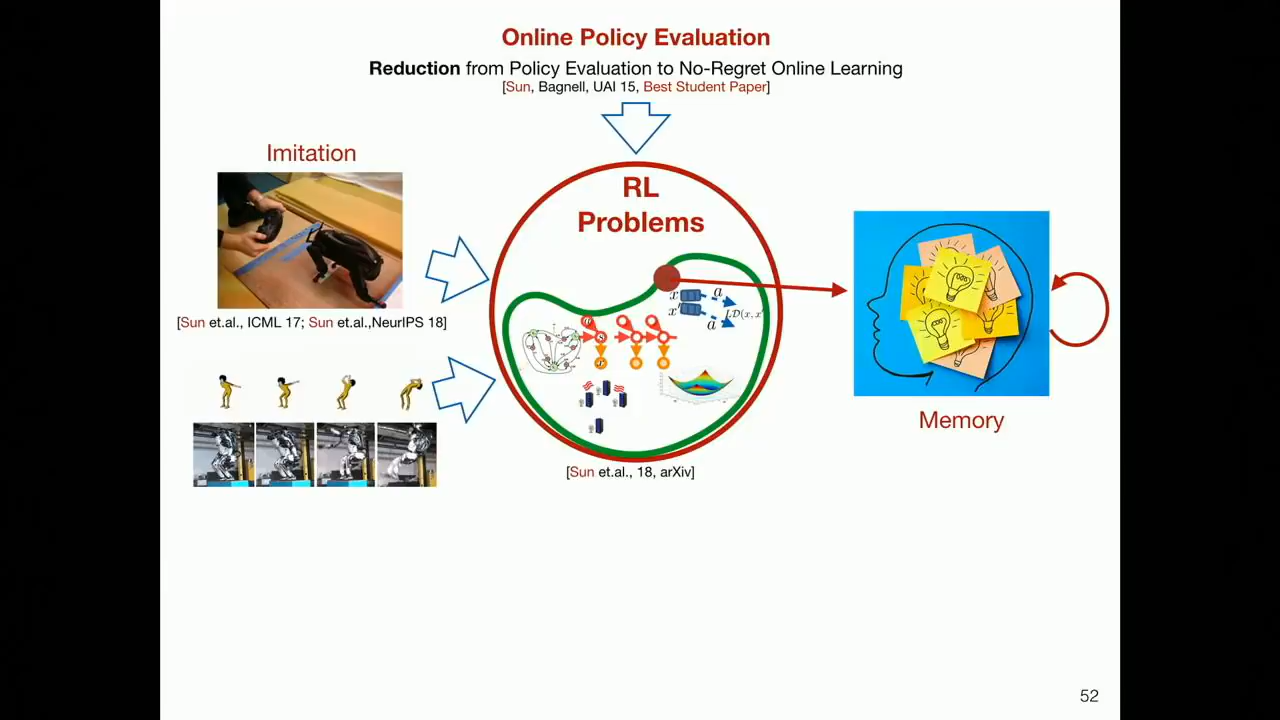 Online Policy Evaluation
Reduction from Policy Evaluation to No-Regret Online Learning
[Sun, Bagnell, UAI 15, Best Student Paper]
Imitation
RL
Problems
x a
x' a
[Sun et.al., ICML 17; Sun et.al.,NeurIPS 18]
Memory
[Sun et.al., 18, arXiv]
52